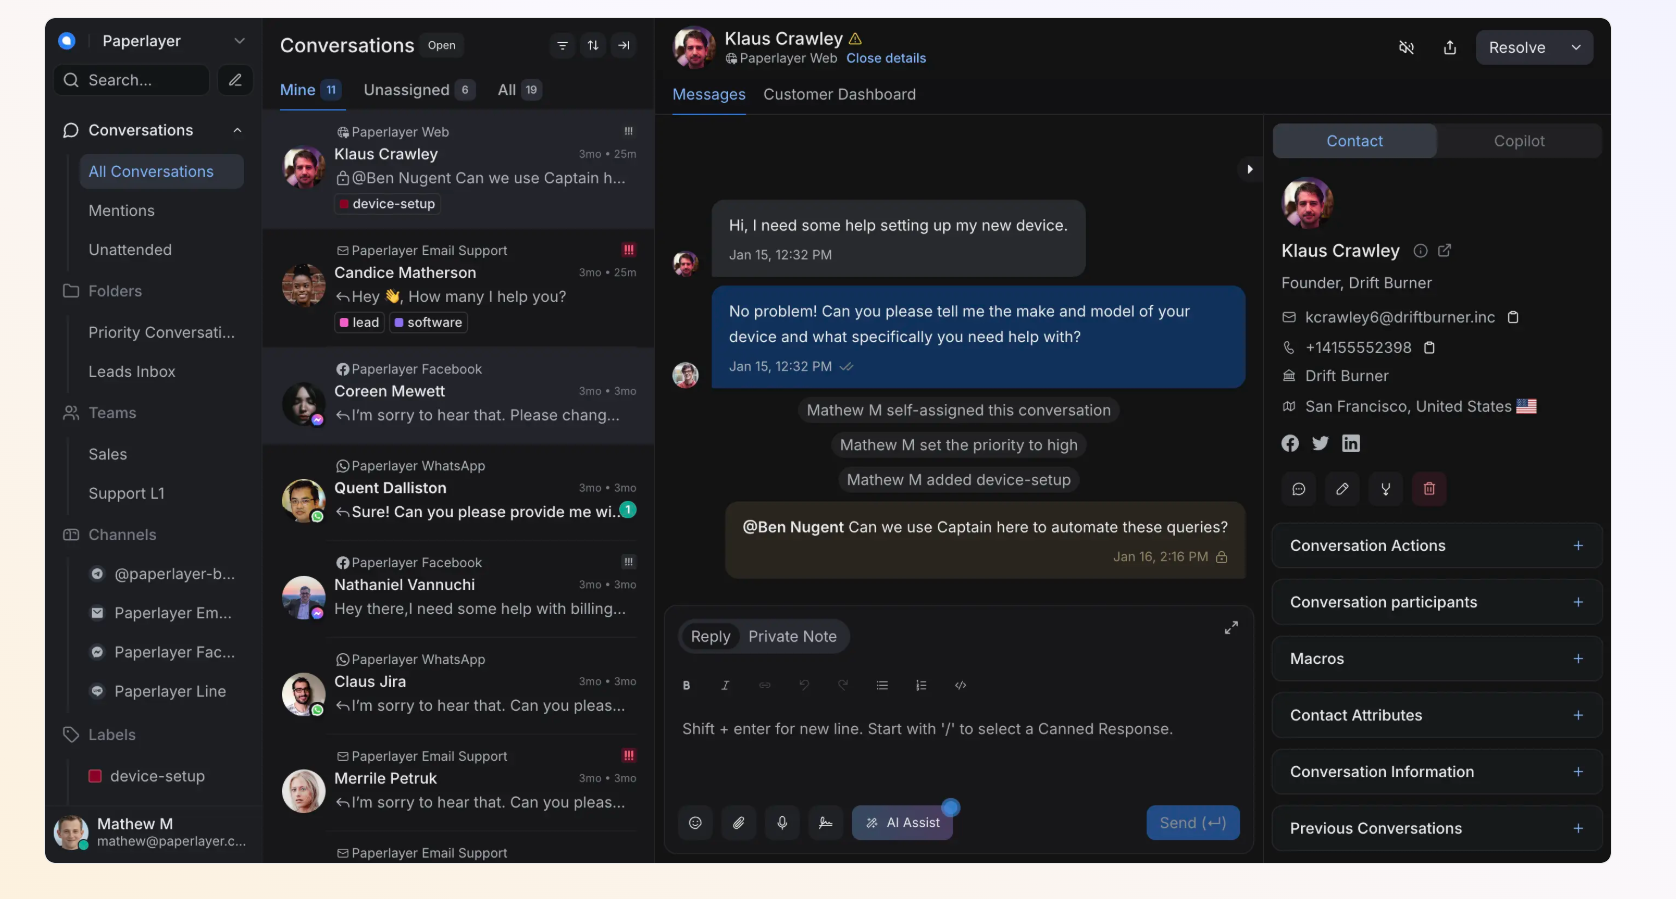 Paperlayer
Search...
Conversations
All Conversations
Mentions
Unattended
Folders
Priority Conversati...
Leads Inbox
Teams
Sales
Support L1
Channels
@paperlayer-b...
Paperlayer Em...
Paperlayer Fac...
Paperlayer Line
Labels
device-setup
Mathew M
mathew@paperlayer.c...
Conversations Open
Mine 11 Unassigned 6 All 19
Paperlayer Web
Klaus Crawley 3mo • 25m
@Ben Nugent Can we use Captain h...
device-setup
Paperlayer Email Support
Candice Matherson 3mo • 25m
Hey 👋, How many I help you?
lead software
Paperlayer Facebook
Coreen Mewett 3mo • 3mo
I'm sorry to hear that. Please chang...
Paperlayer WhatsApp
Quent Dalliston 3mo • 3mo
Sure! Can you please provide me wi... 1
Paperlayer Facebook
Nathaniel Vannuchi 3mo • 3mo
Hey there,I need some help with billing...
Paperlayer WhatsApp
Claus Jira 3mo • 3mo
I'm sorry to hear that. Can you pleas...
Paperlayer Email Support
Merrile Petruk 3mo • 3mo
I'm sorry to hear that. Can you pleas...
Paperlayer Email Support
Klaus Crawley
Paperlayer Web Close details
Resolve
Messages Customer Dashboard
Hi, I need some help setting up my new device.
Jan 15, 12:32 PM
No problem! Can you please tell me the make and model of your
device and what specifically you need help with?
Jan 15, 12:32 PM
Mathew M self-assigned this conversation
Mathew M set the priority to high
Mathew M added device-setup
@Ben Nugent Can we use Captain here to automate these queries?
Jan 16, 2:16 PM
Reply Private Note
Shift + enter for new line. Start with '/' to select a Canned Response.
AI Assist
Send (↵)
Contact Copilot
Klaus Crawley
Founder, Drift Burner
kcrawley6@driftburner.inc
+14155552398
Drift Burner
San Francisco, United States 🇺🇸
Conversation Actions
Conversation participants
Macros
Contact Attributes
Conversation Information
Previous Conversations